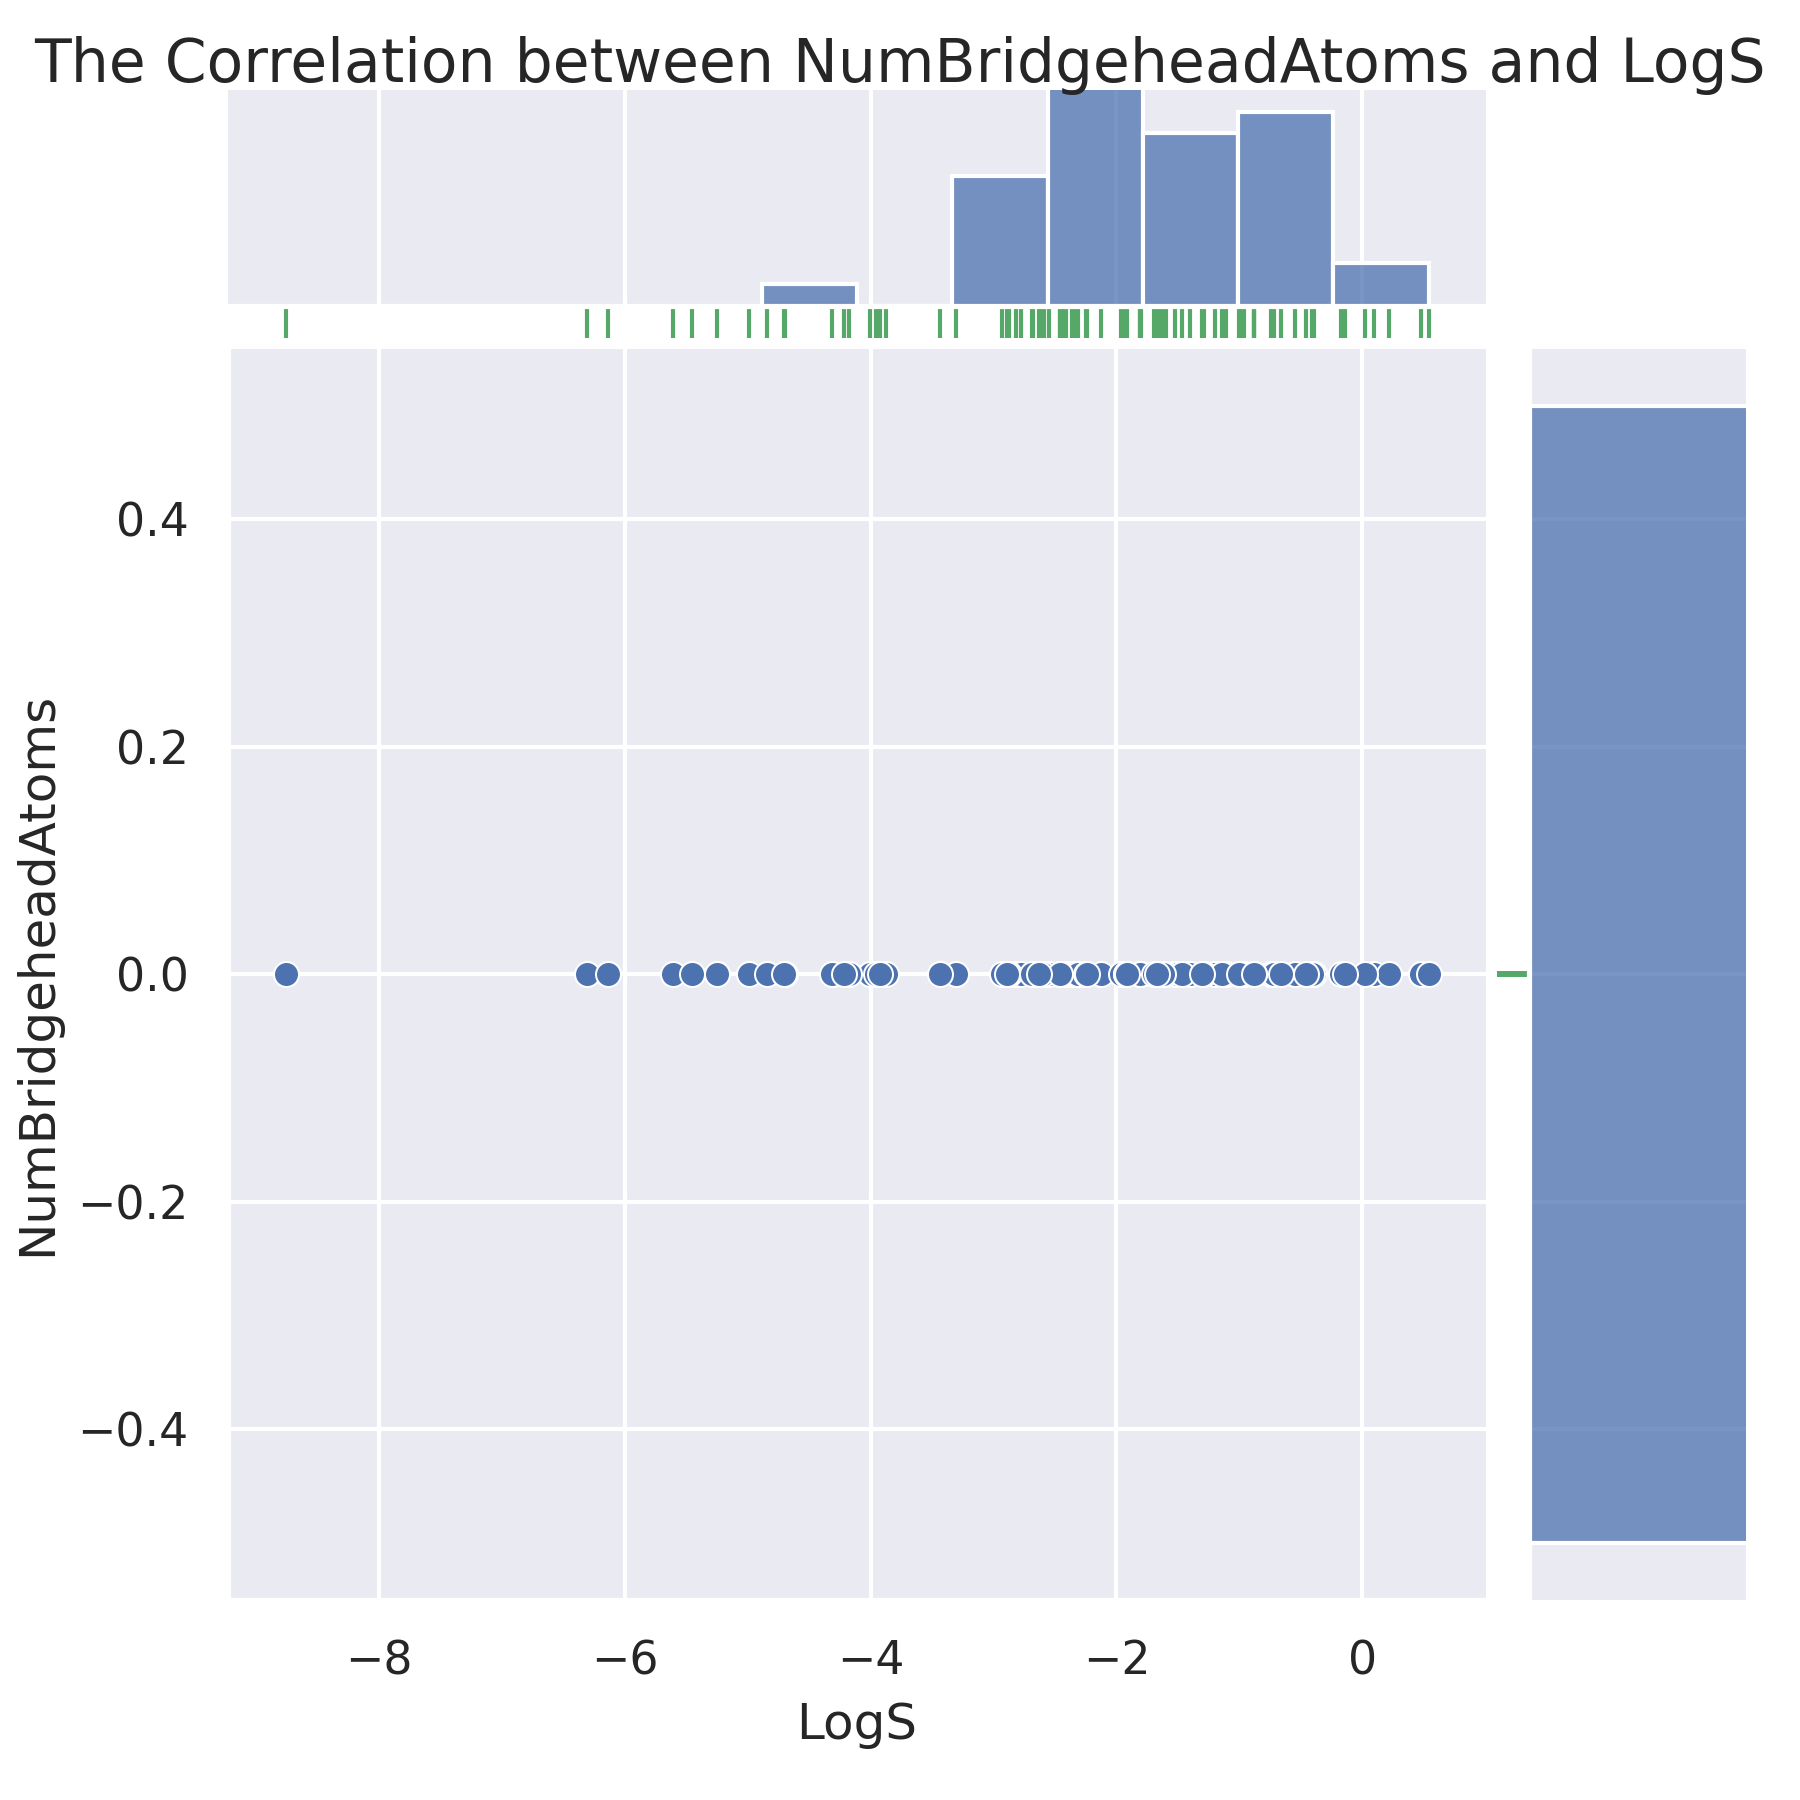 The Correlation between NumBridgeheadAtoms and LogS
NumBridgeheadAtoms
0.4
0.2
0.0
−0.2
−0.4
−8 −6 −4 −2 0
LogS